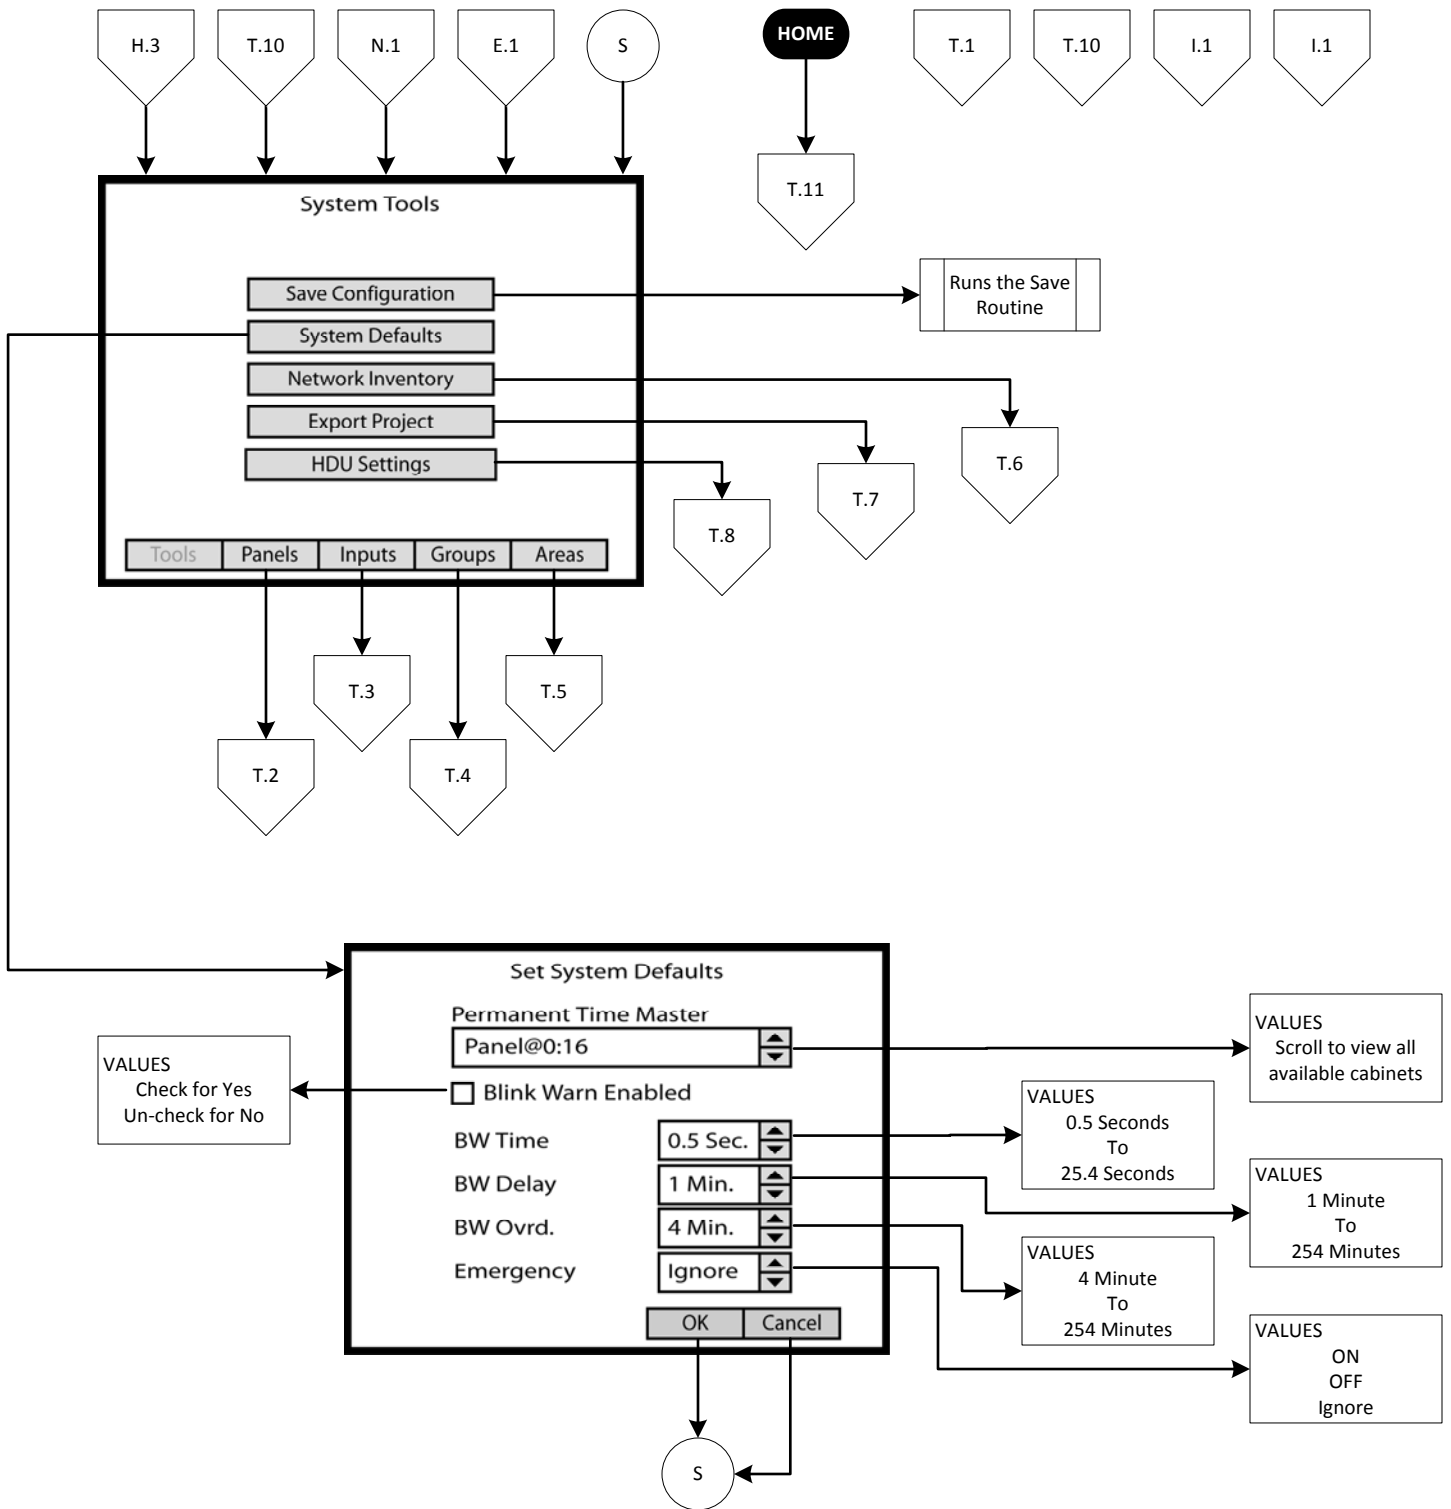 H.3
T.10
N.1
E.1
S
HOME
T.1
T.10
I.1
I.1
T.11
System Tools
Save Configuration
System Defaults
Network Inventory
Export Project
HDU Settings
Runs the Save
Routine
T.6
T.7
T.8
Tools
Panels
Inputs
Groups
Areas
T.3
T.5
T.2
T.4
Set System Defaults
Permanent Time Master
Panel@0:16
Blink Warn Enabled
BW Time
0.5 Sec.
BW Delay
1 Min.
BW Ovrd.
4 Min.
Emergency
Ignore
OK
Cancel
VALUES
Check for Yes
Un-check for No
VALUES
Scroll to view all
available cabinets
VALUES
0.5 Seconds
To
25.4 Seconds
VALUES
1 Minute
To
254 Minutes
VALUES
4 Minute
To
254 Minutes
VALUES
ON
OFF
Ignore
S